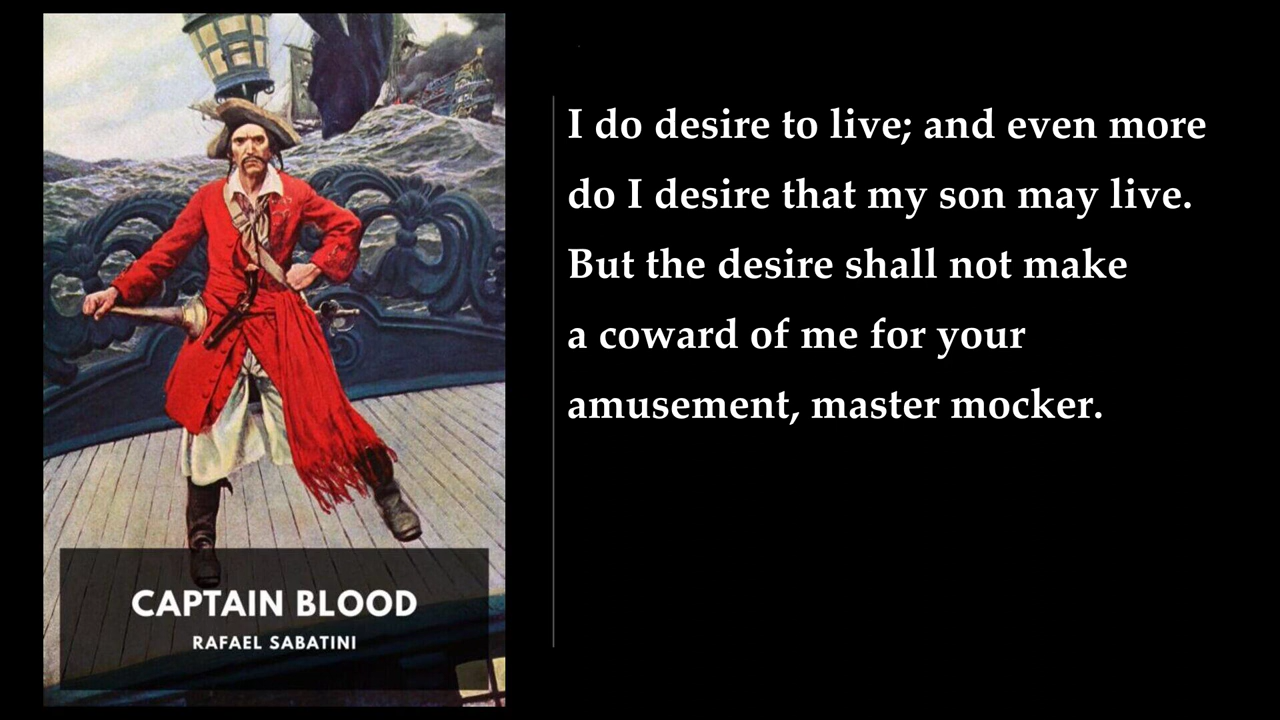 I do desire to live; and even more
do I desire that my son may live.
But the desire shall not make
a coward of me for your
amusement, master mocker.
CAPTAIN BLOOD
RAFAEL SABATINI